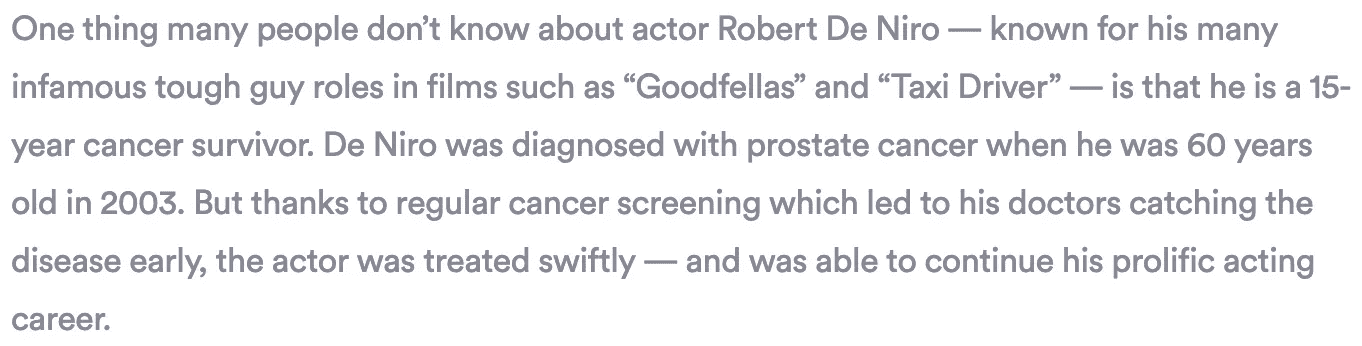 One thing many people don’t know about actor Robert De Niro — known for his many
infamous tough guy roles in films such as “Goodfellas” and “Taxi Driver” — is that he is a 15-
year cancer survivor. De Niro was diagnosed with prostate cancer when he was 60 years
old in 2003. But thanks to regular cancer screening which led to his doctors catching the
disease early, the actor was treated swiftly — and was able to continue his prolific acting
career.